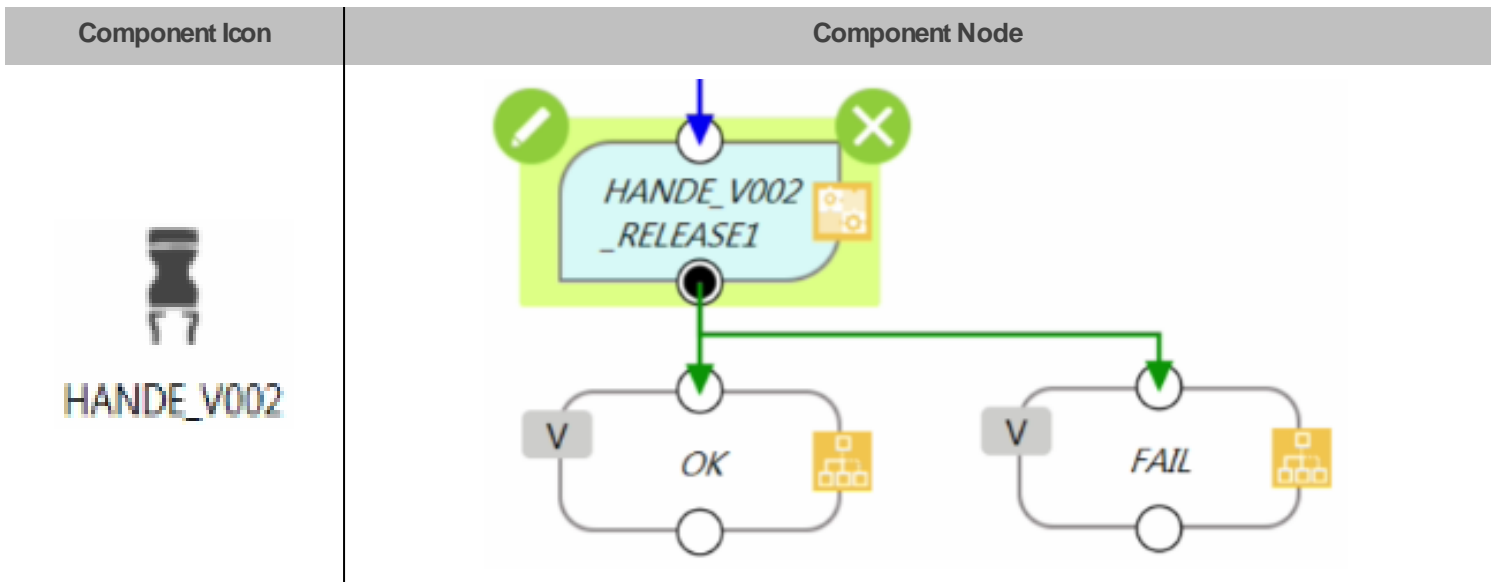 Component Icon
Component Node
HANDE_V002
_RELEASE1
HANDE_V002
V
OK
V
FAIL